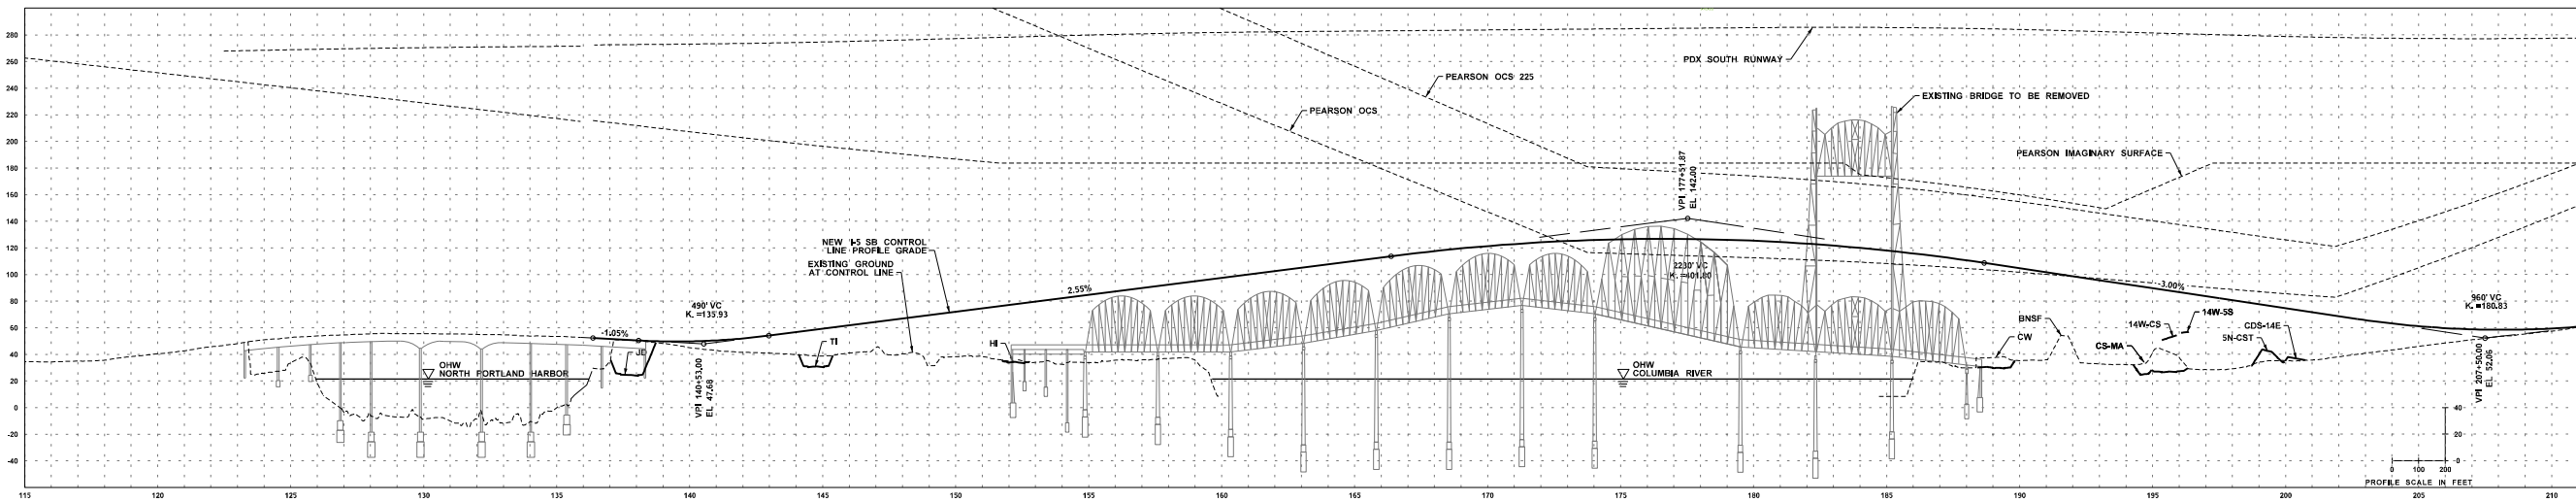 280
260
240
220
200
180
160
140
120
100
80
60
40
20
0
-20
-40
PDX SOUTH RUNWAY
PEARSON OCS 225
PEARSON OCS
EXISTING BRIDGE TO BE REMOVED
PEARSON IMAGINARY SURFACE
VPI 177+51.87
EL 142.00
NEW I-5 SB CONTROL
LINE PROFILE GRADE
EXISTING GROUND
AT CONTROL LINE
2230' VC
K. =401.80
2.55%
-3.00%
490' VC
K. =135.93
960' VC
K. =180.83
-1.05%
JE
TI
HI
BNSF
CW
14W-CS
14W-5S
CS-MA
CDS-14E
5N-CST
OHW
NORTH PORTLAND HARBOR
OHW
COLUMBIA RIVER
VPI 140+53.00
EL 47.68
VPI 207+50.00
EL 52.06
40
20
0
0 100 200
PROFILE SCALE IN FEET
115 120 125 130 135 140 145 150 155 160 165 170 175 180 185 190 195 200 205 210